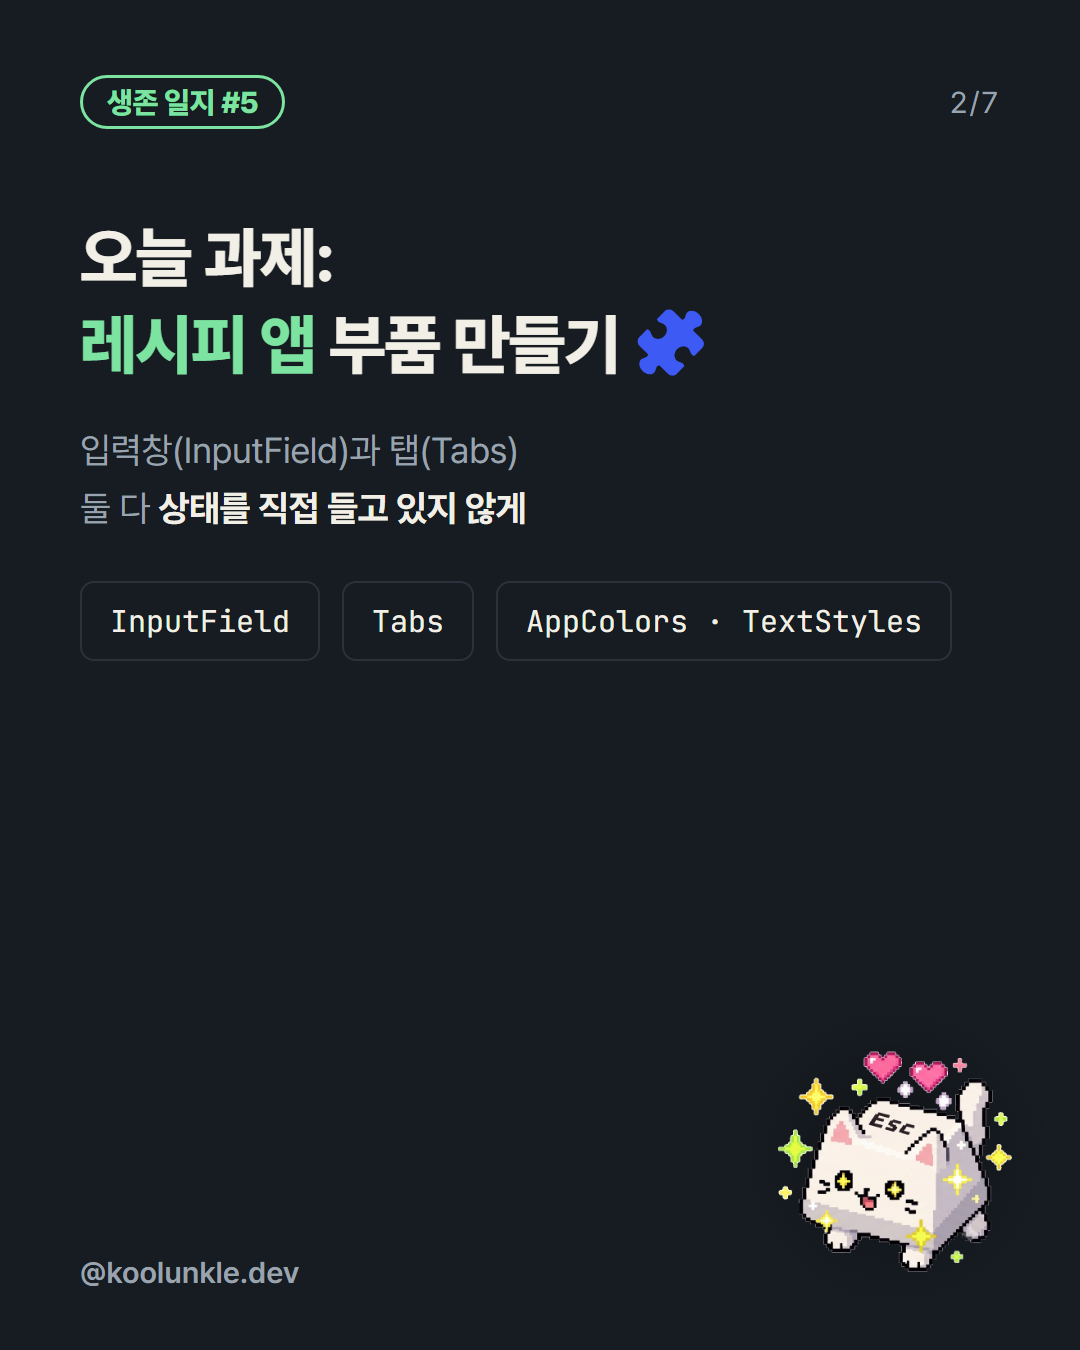 생존 일지 #5
2/7
오늘 과제:
레시피 앱 부품 만들기
입력창(InputField)과 탭(Tabs)
둘 다 상태를 직접 들고 있지 않게
InputField
Tabs
AppColors · TextStyles
Esc
@koolunkle.dev